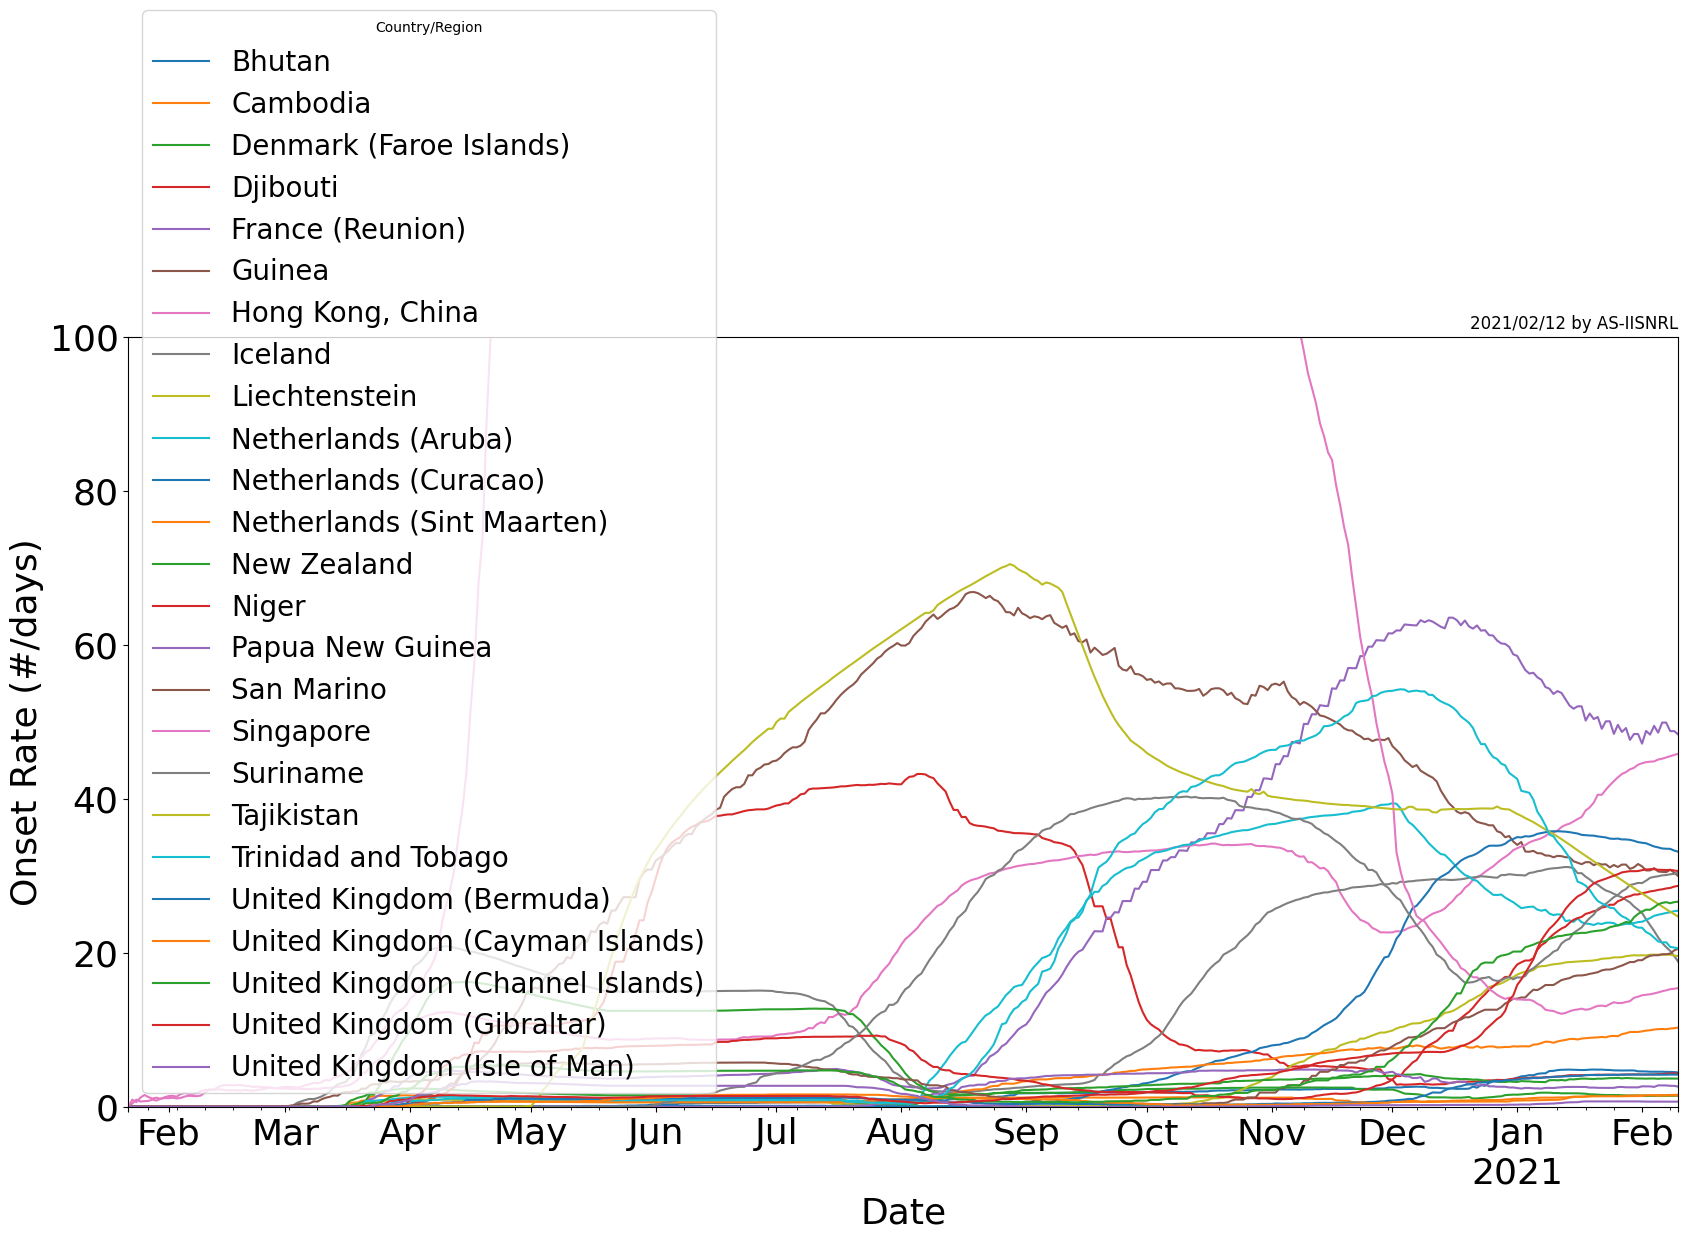 Country/Region
Bhutan
Cambodia
Denmark (Faroe Islands)
Djibouti
France (Reunion)
Guinea
Hong Kong, China
Iceland
Liechtenstein
Netherlands (Aruba)
Netherlands (Curacao)
Netherlands (Sint Maarten)
New Zealand
Niger
Papua New Guinea
San Marino
Singapore
Suriname
Tajikistan
Trinidad and Tobago
United Kingdom (Bermuda)
United Kingdom (Cayman Islands)
United Kingdom (Channel Islands)
United Kingdom (Gibraltar)
United Kingdom (Isle of Man)
2021/02/12 by AS-IISNRL
100
80
60
40
20
0
Onset Rate (#/days)
Feb Mar Apr May Jun Jul Aug Sep Oct Nov Dec Jan Feb
2021
Date